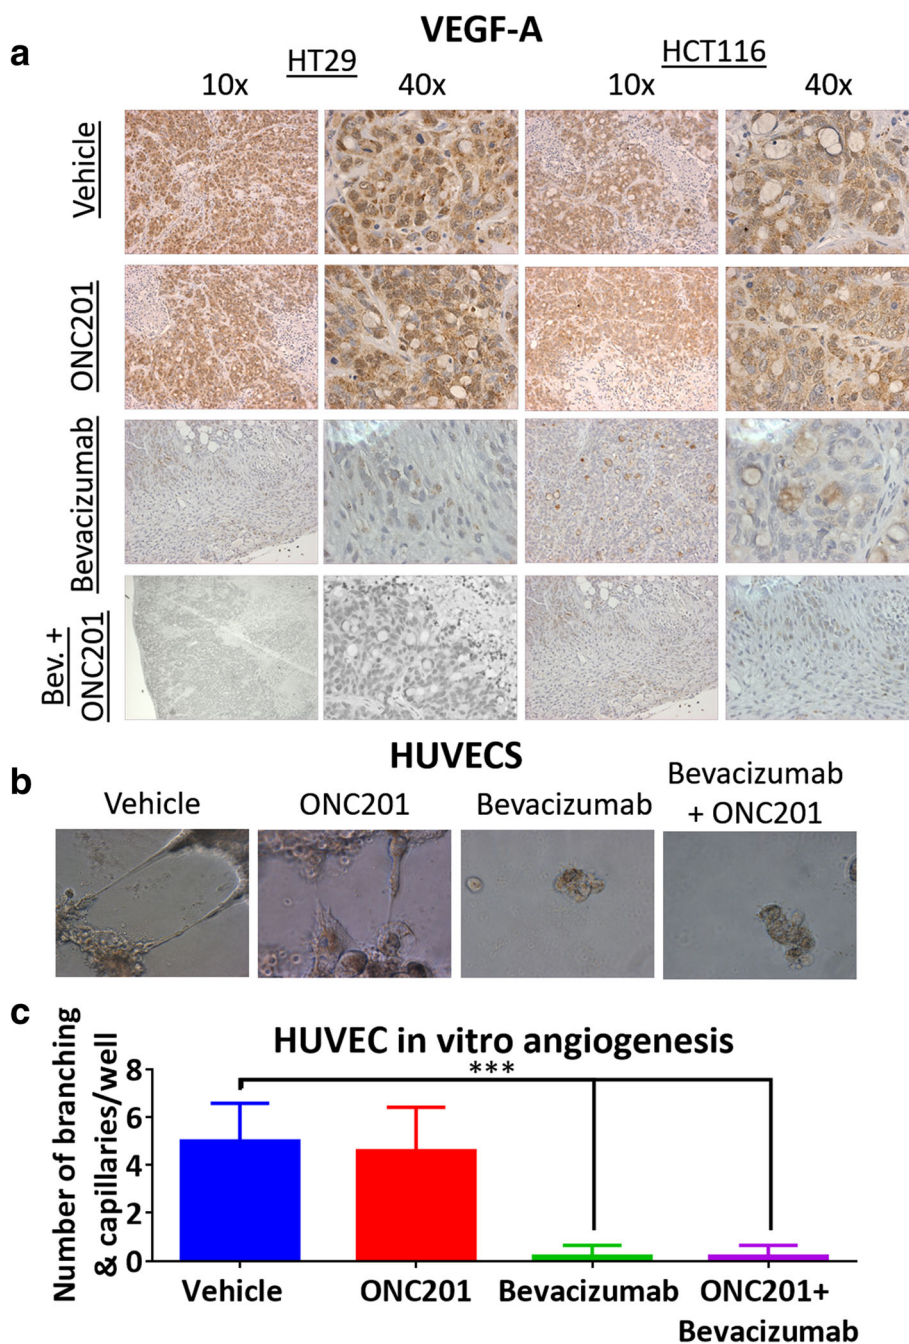 a
VEGF-A
HT29
HCT116
10x
40x
10x
40x
Vehicle
ONC201
Bevacizumab
Bev. +
ONC201
b
HUVECS
Vehicle
ONC201
Bevacizumab
Bevacizumab
+ ONC201
c
HUVEC in vitro angiogenesis
***
Number of branching
& capillaries/well
8
6
4
2
0
Vehicle
ONC201
Bevacizumab
ONC201+
Bevacizumab